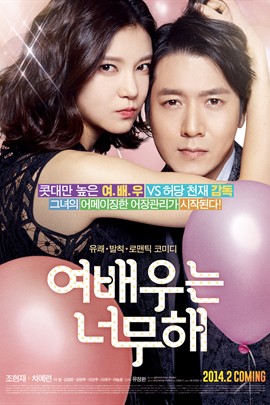 콧대만 높은 여.배.우 VS 허당 천재 감독
그녀의 어메이징한 어장관리가 시작된다!
유쾌·발칙·로맨틱 코미디
여배우는
너무해
조현재·차예련
2014.2 COMING